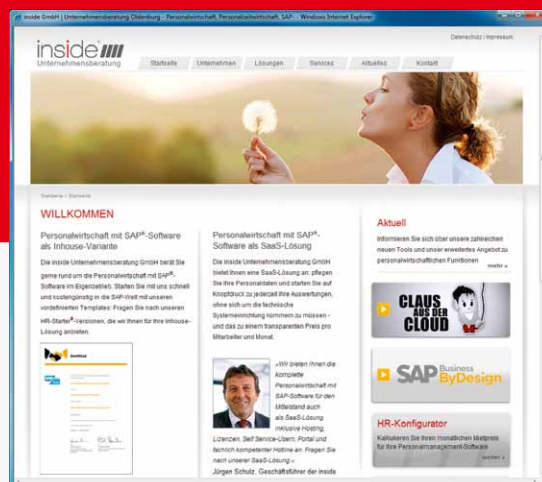 inside GmbH | Unternehmensberatung Oldenburg - Personalwirtschaft, Personalzeitwirtschaft, SAP - Windows Internet Explorer
Datenschutz | Impressum
inside
Unternehmensberatung
Startseite Unternehmen Lösungen Services Aktuelles Kontakt
Startseite > Startseite
WILLKOMMEN
Personalwirtschaft mit SAP®-Software
als Inhouse-Variante
Die inside Unternehmensberatung GmbH berät Sie
gerne rund um die Personalwirtschaft mit SAP®-
Software im Eigenbetrieb. Starten Sie mit uns schnell
und kostengünstig in die SAP-Welt mit unseren
vordefinierten Templates: Fragen Sie nach unseren
HR-Starter®-Versionen, die wir Ihnen für Ihre Inhouse-
Lösung anbieten.
Zertifikat
Personalwirtschaft mit SAP®-
Software als SaaS-Lösung
Die inside Unternehmensberatung GmbH
bietet Ihnen eine SaaS-Lösung an: pflegen
Sie Ihre Personaldaten und starten Sie auf
Knopfdruck zu jederzeit Ihre Auswertungen,
ohne sich um die technische
Systemeinrichtung kümmern zu müssen -
und das zu einem transparenten Preis pro
Mitarbeiter und Monat.
»Wir bieten Ihnen die
komplette
Personalwirtschaft mit
SAP-Software für den
Mittelstand auch
als SaaS-Lösung
inklusive Hosting,
Lizenzen, Self Service-Usern, Portal und
fachlich kompetenter Hotline an. Fragen Sie
nach unserer SaaS-Lösung.«
Jürgen Schulz, Geschäftsführer der inside
Aktuell
Informieren Sie sich über unsere zahlreichen
neuen Tools und unser erweitertes Angebot zu
personalwirtschaftlichen Funktionen
mehr »
CLAUS
AUS DER
CLOUD
SAP Business
ByDesign
HR-Konfigurator
Kalkulieren Sie Ihren monatlichen Mietpreis
für Ihre Personalmanagement-Software
weiter »